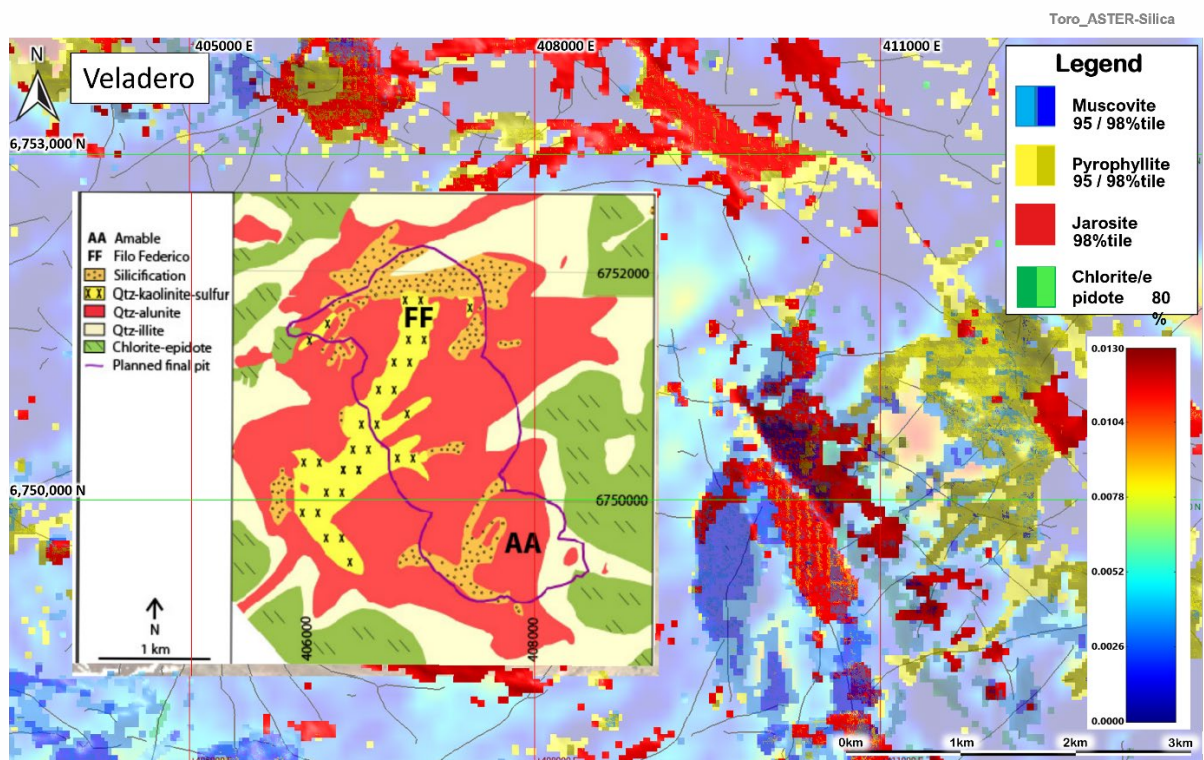 Toro_ASTER-Silica
N
Veladero
405000 E
408000 E
411000 E
6,753,000 N
6,750,000 N
Legend
Muscovite
95 / 98%tile
Pyrophyllite
95 / 98%tile
Jarosite
98%tile
Chlorite/e
pidote 80
%
AA Amable
FF Filo Federico
Silicification
X X Qtz-kaolinite-sulfur
Qtz-alunite
Qtz-illite
Chlorite-epidote
Planned final pit
N
1 km
FF
AA
6752000
6750000
406000
408000
0.0130
0.0104
0.0078
0.0052
0.0026
0.0000
0km
1km
2km
3km